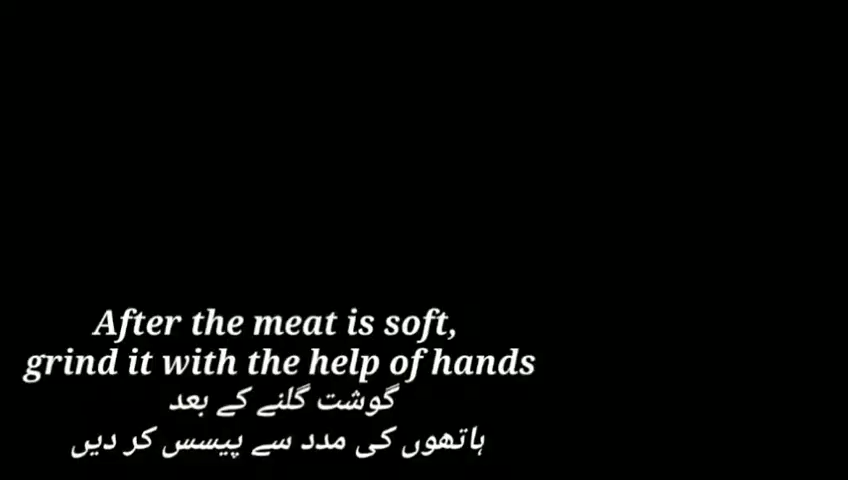 After the meat is soft,
grind it with the help of hands
گوشت گلنے کے بعد
ہاتھوں کی مدد سے پیسس کر دیں